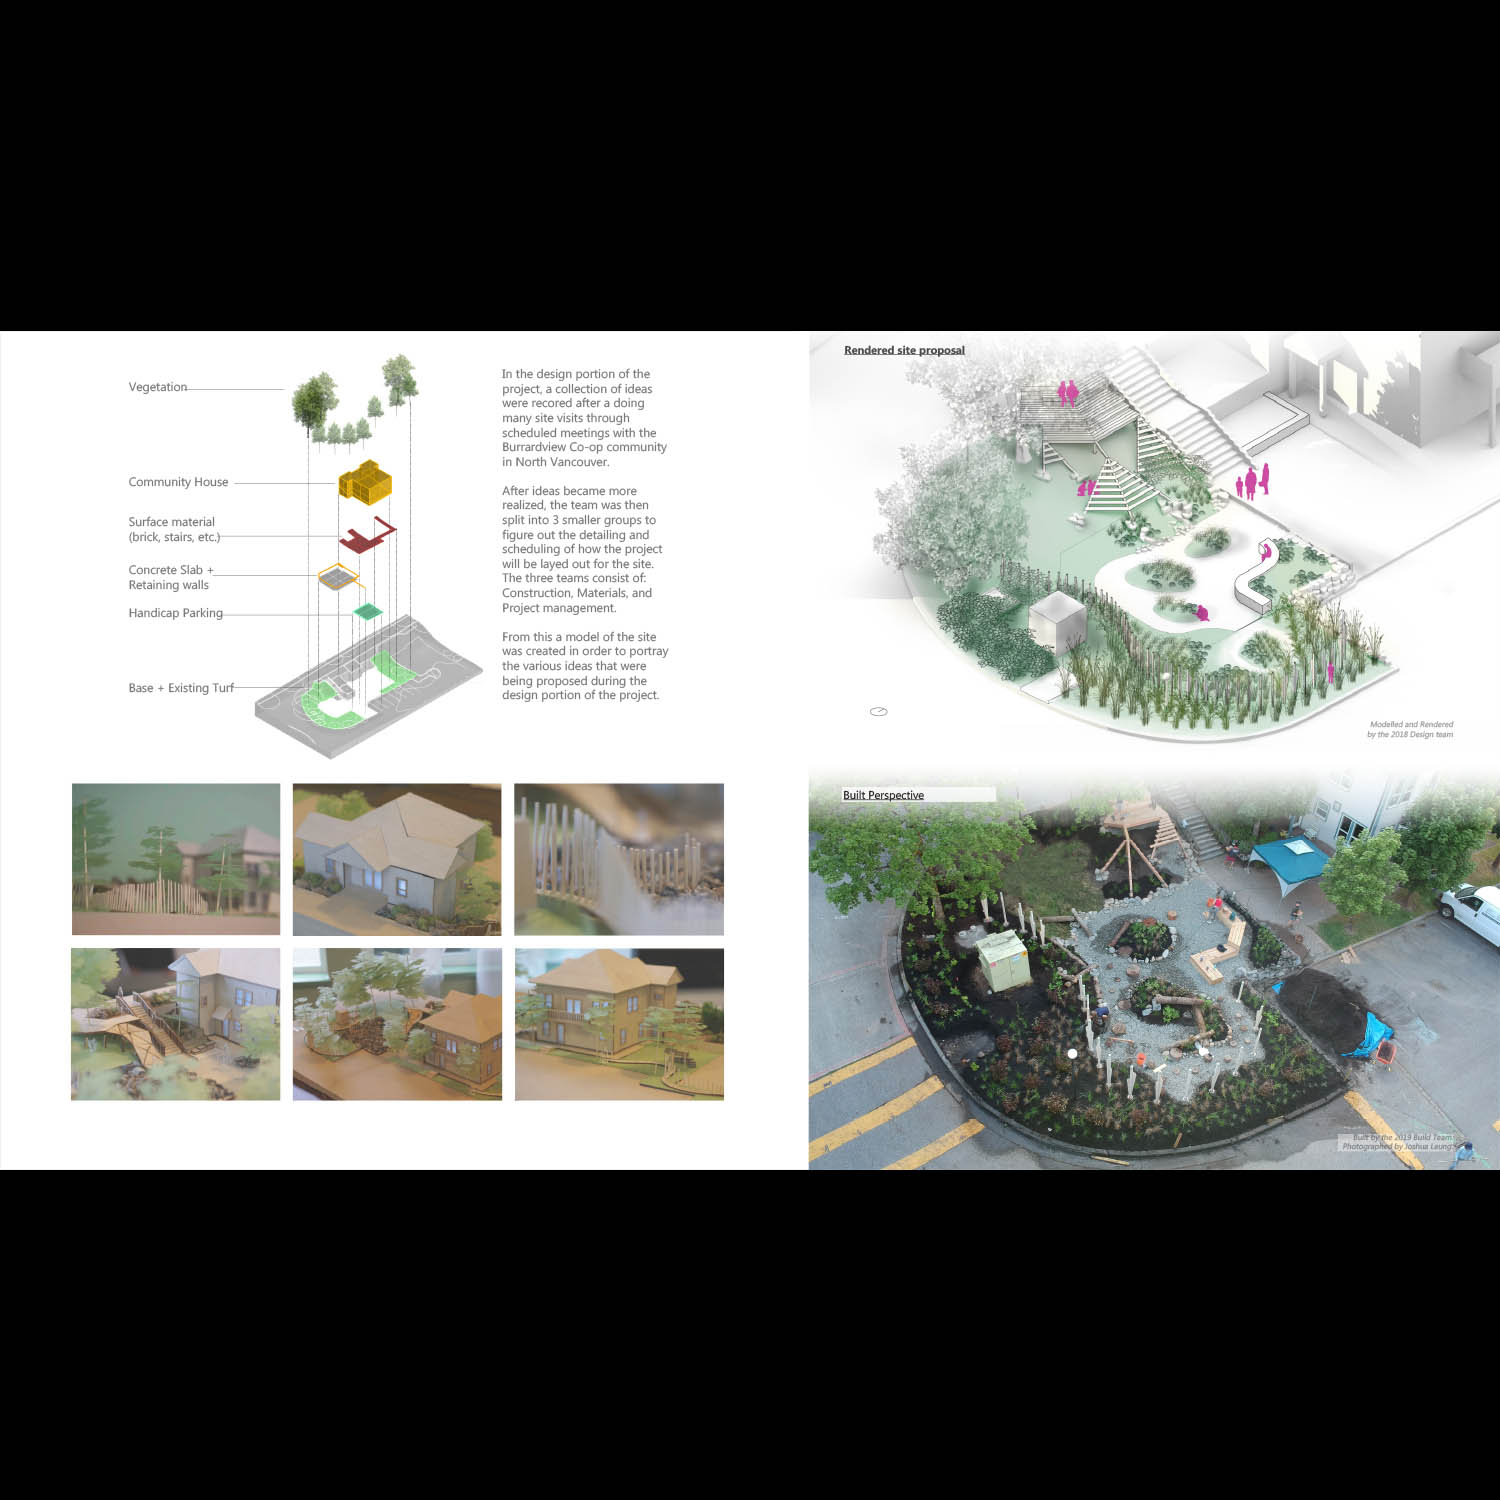 Vegetation
Community House
Surface material
(brick, stairs, etc.)
Concrete Slab +
Retaining walls
Handicap Parking
Base + Existing Turf
In the design portion of the
project, a collection of ideas
were recored after a doing
many site visits through
scheduled meetings with the
Burrardview Co-op community
in North Vancouver.
After ideas became more
realized, the team was then
split into 3 smaller groups to
figure out the detailing and
scheduling of how the project
will be layed out for the site.
The three teams consist of:
Construction, Materials, and
Project management.
From this a model of the site
was created in order to portray
the various ideas that were
being proposed during the
design portion of the project.
Rendered site proposal
Modelled and Rendered
by the 2018 Design team
Built Perspective
Built by the 2019 Build Team
Photographed by Joshua Leung